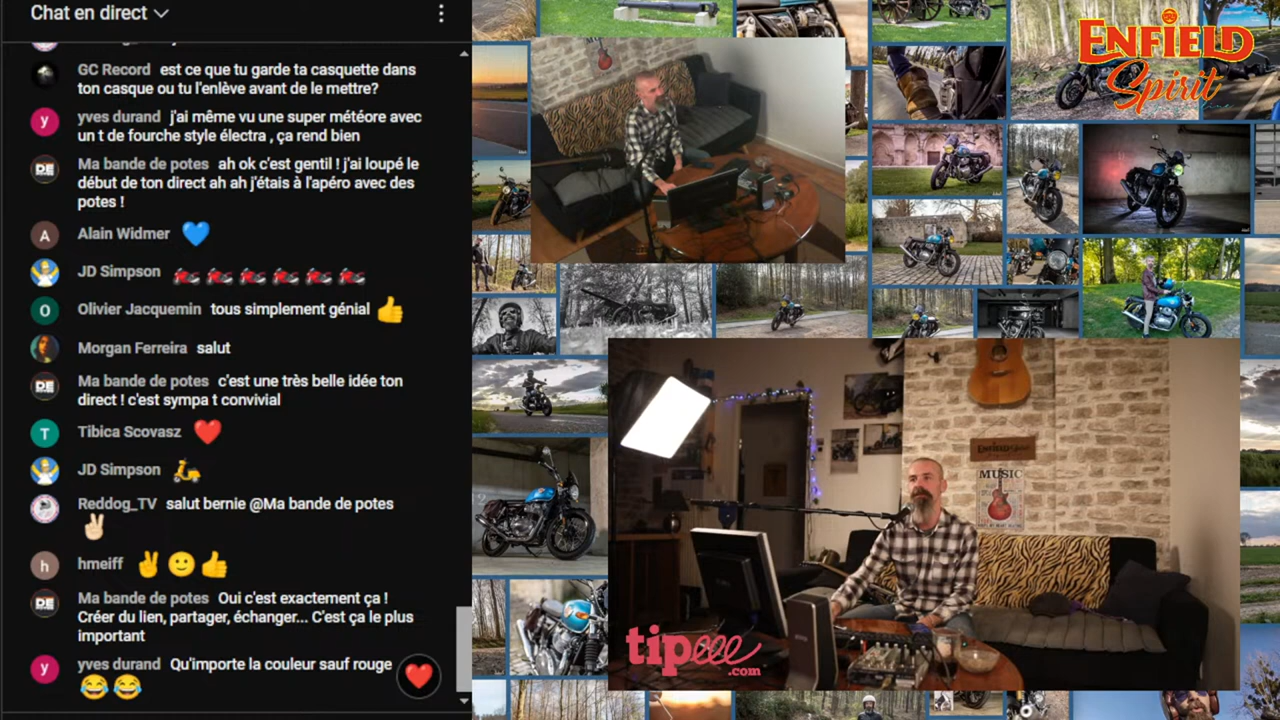 Chat en direct
GC Record est ce que tu garde ta casquette dans
ton casque ou tu l'enlève avant de le mettre?
y
yves durand j'ai même vu une super météore avec
un t de fourche style électra , ça rend bien
DE
Ma bande de potes ah ok c'est gentil ! j'ai loupé le
début de ton direct ah ah j'étais à l'apéro avec des
potes !
A
Alain Widmer
JD Simpson
O
Olivier Jacquemin tous simplement génial
Morgan Ferreira salut
DE
Ma bande de potes c'est une très belle idée ton
direct ! c'est sympa t convivial
T
Tibica Scovasz
JD Simpson
Reddog_TV salut bernie @Ma bande de potes
h
hmeiff
DE
Ma bande de potes Oui c'est exactement ça !
Créer du lien, partager, échanger... C'est ça le plus
important
y
yves durand Qu'importe la couleur sauf rouge
ENFIELD
Spirit
ENFIELD SPIRIT
MUSIC
tipeee
.com